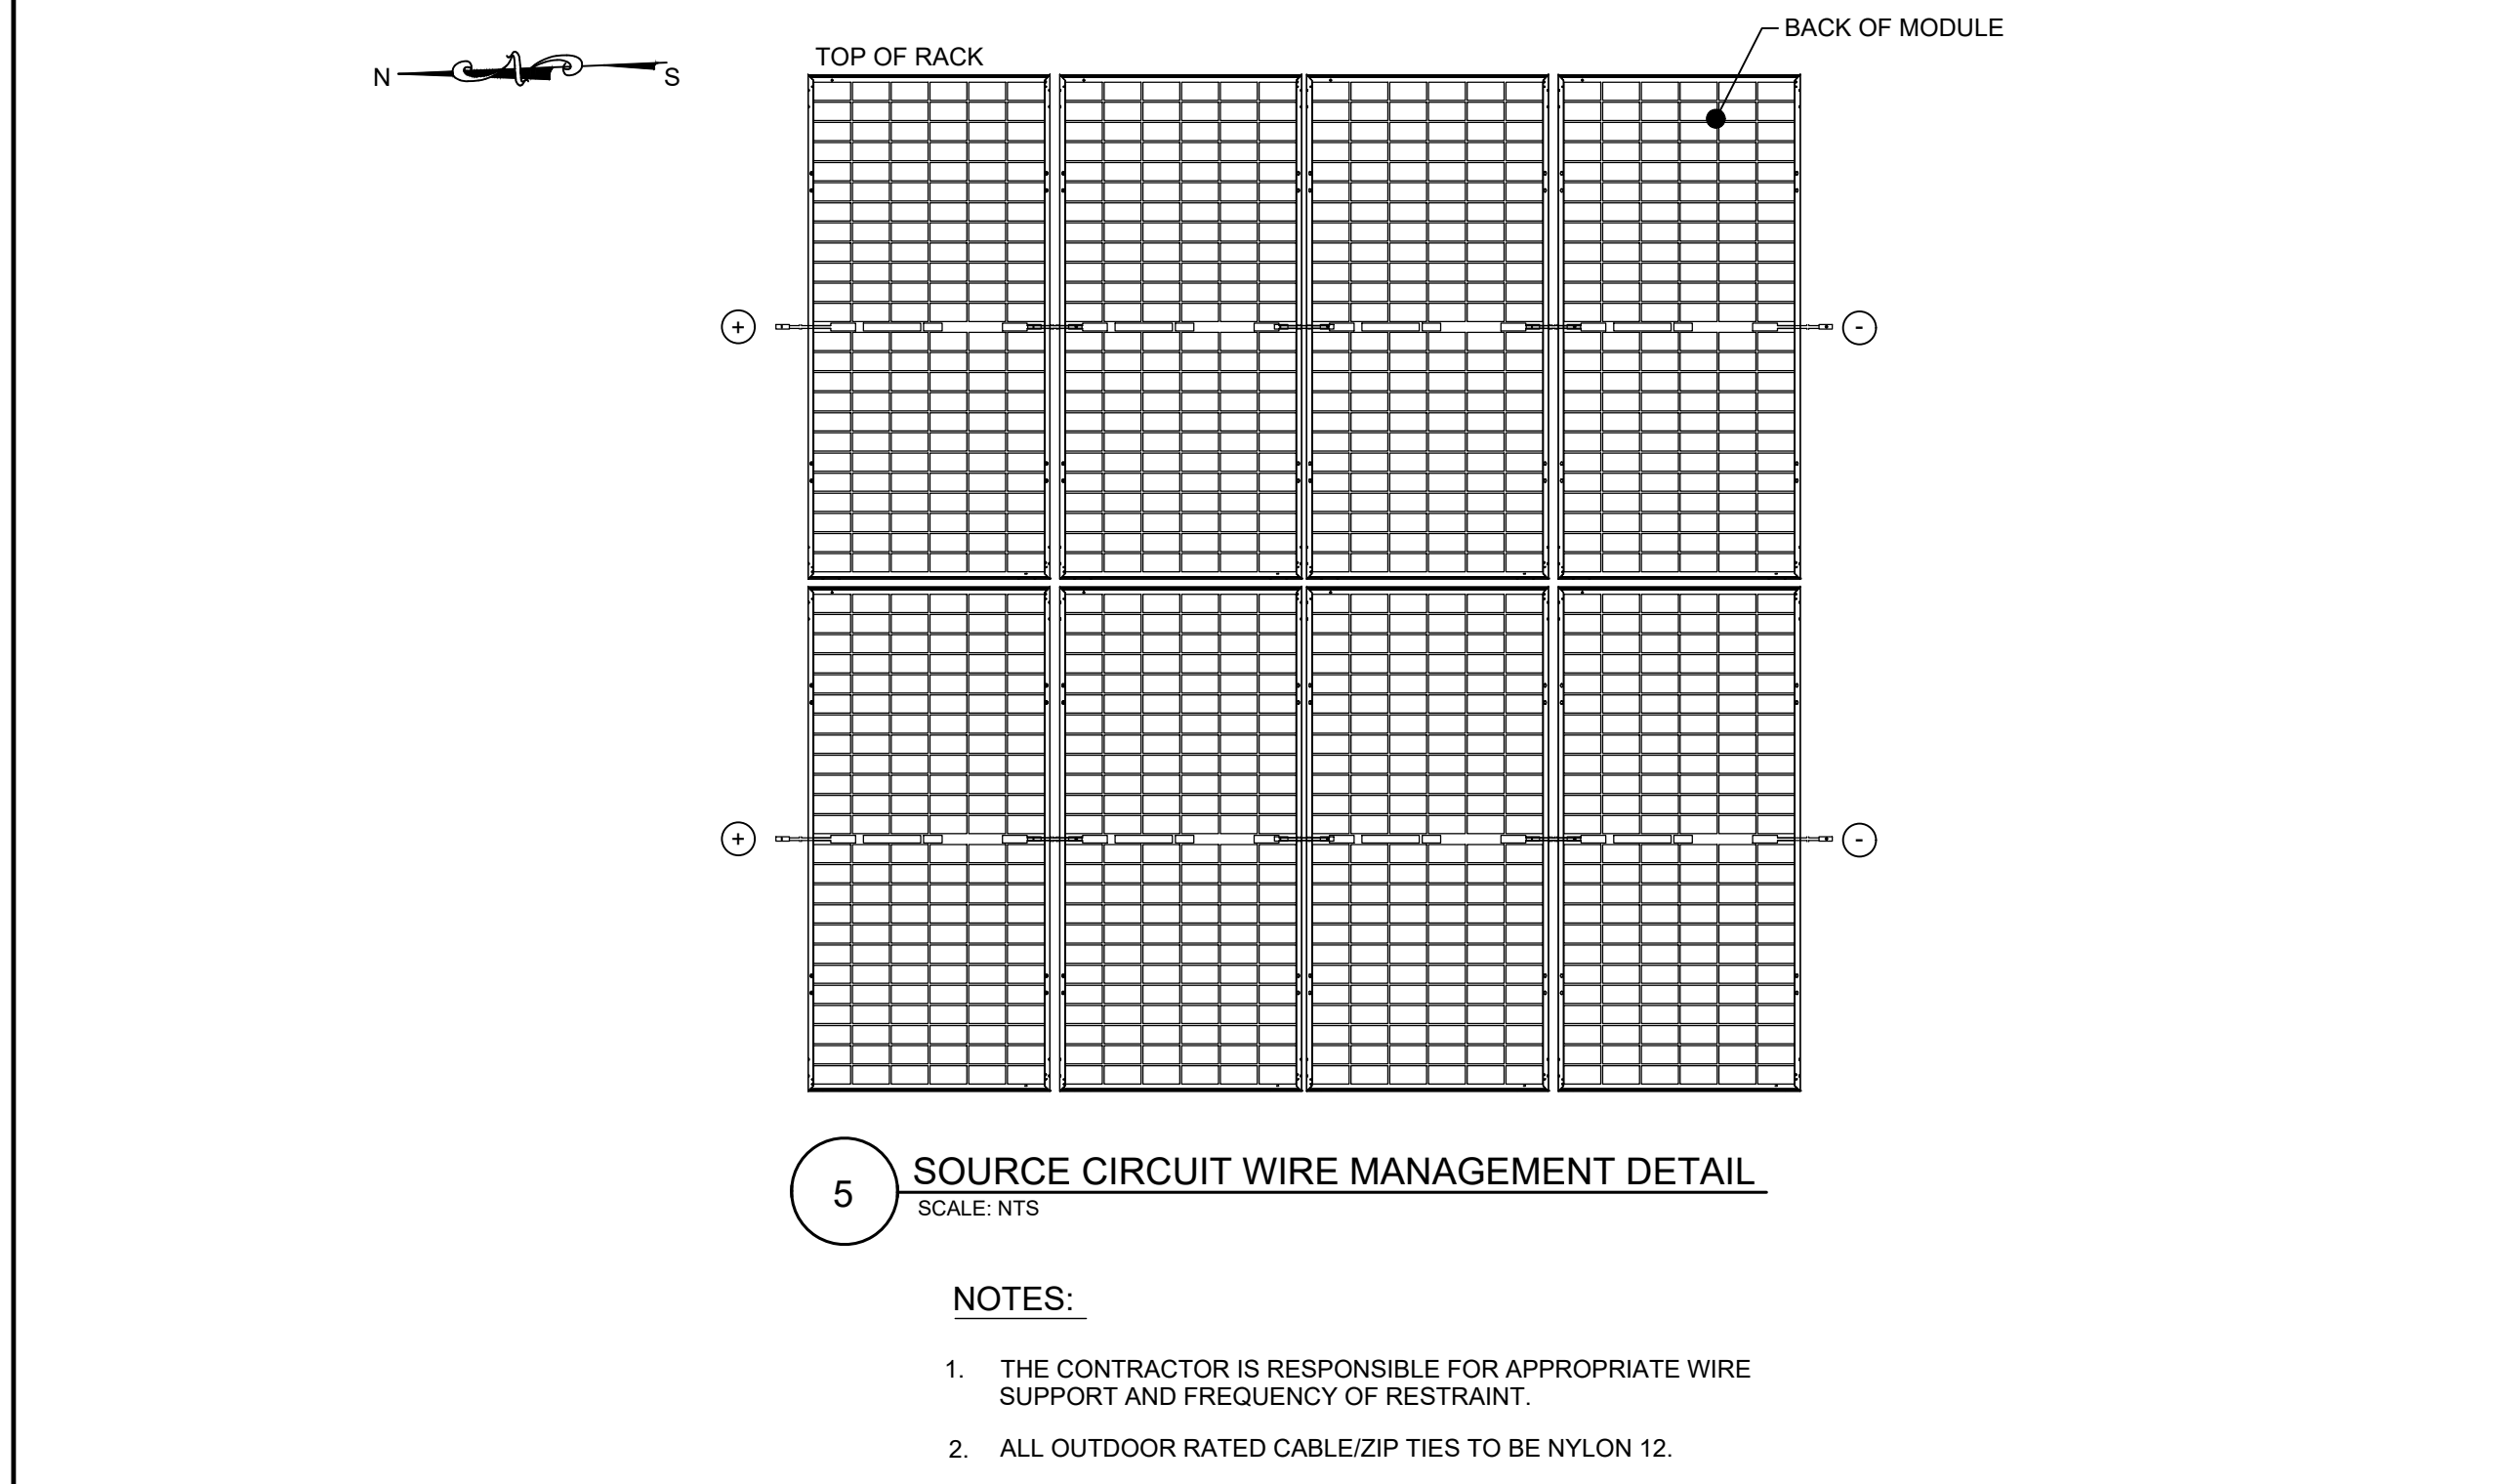 BACK OF MODULE
TOP OF RACK
N S
+ -
+ -
5 SOURCE CIRCUIT WIRE MANAGEMENT DETAIL
SCALE: NTS
NOTES:
1. THE CONTRACTOR IS RESPONSIBLE FOR APPROPRIATE WIRE
SUPPORT AND FREQUENCY OF RESTRAINT.
2. ALL OUTDOOR RATED CABLE/ZIP TIES TO BE NYLON 12.